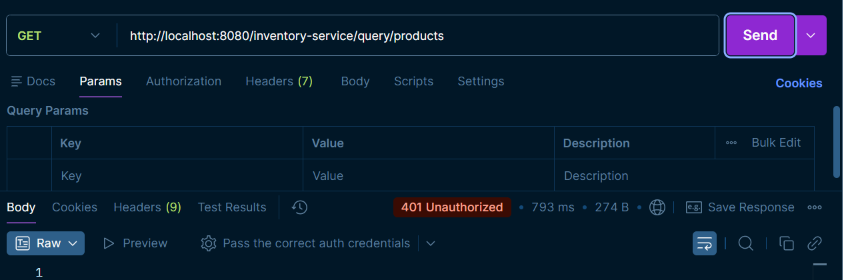 GET http://localhost:8080/inventory-service/query/products Send
Docs Params Authorization Headers (7) Body Scripts Settings Cookies
Query Params
Key Value Description ••• Bulk Edit
Key Value Description
Body Cookies Headers (9) Test Results 401 Unauthorized • 793 ms • 274 B • e.g. Save Response •••
Raw Preview Pass the correct auth credentials
1